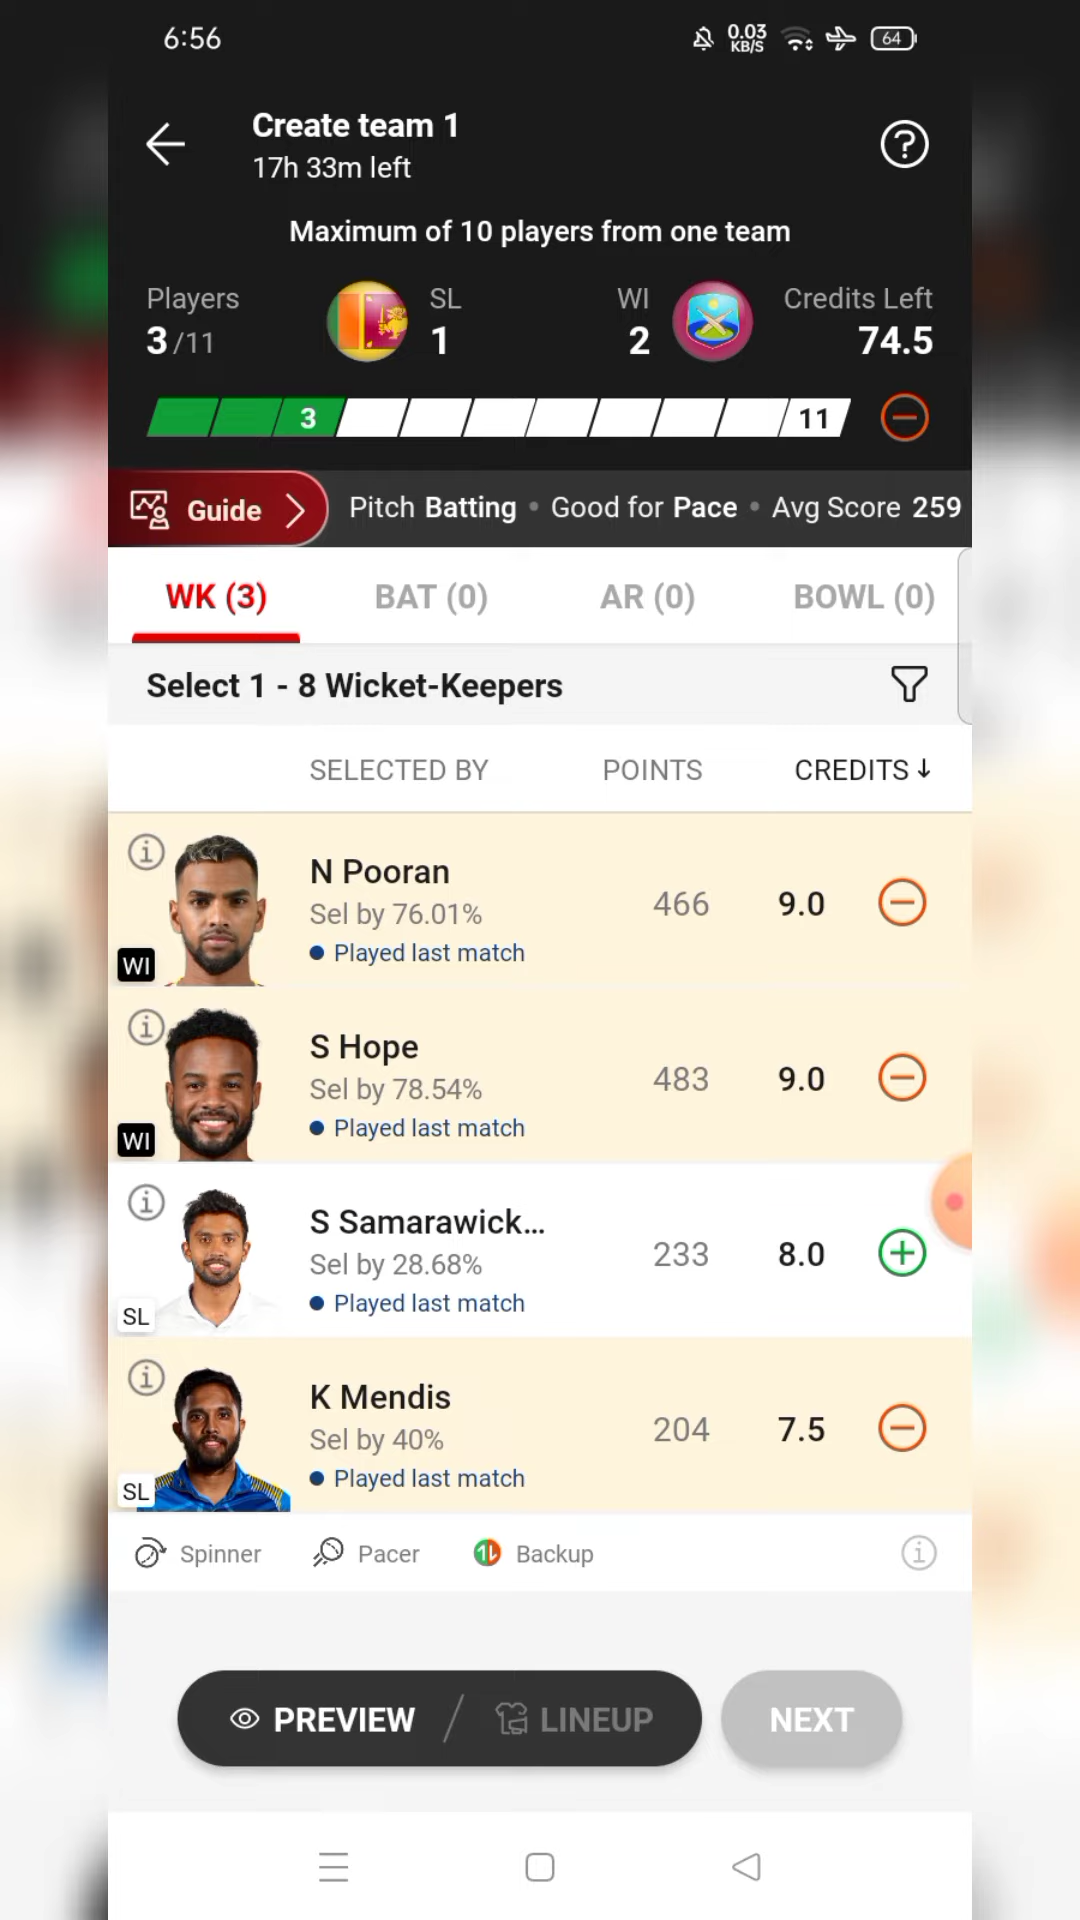 6:56
0.03 KB/S
64
Create team 1
17h 33m left
Maximum of 10 players from one team
Players
3 /11
SL
1
WI
2
Credits Left
74.5
3
11
Guide
Pitch Batting • Good for Pace • Avg Score 259
WK (3) BAT (0) AR (0) BOWL (0)
Select 1 - 8 Wicket-Keepers
SELECTED BY POINTS CREDITS ↓
N Pooran
Sel by 76.01%
Played last match
WI
466 9.0
S Hope
Sel by 78.54%
Played last match
WI
483 9.0
S Samarawick...
Sel by 28.68%
Played last match
SL
233 8.0
K Mendis
Sel by 40%
Played last match
SL
204 7.5
Spinner Pacer Backup
PREVIEW / LINEUP NEXT